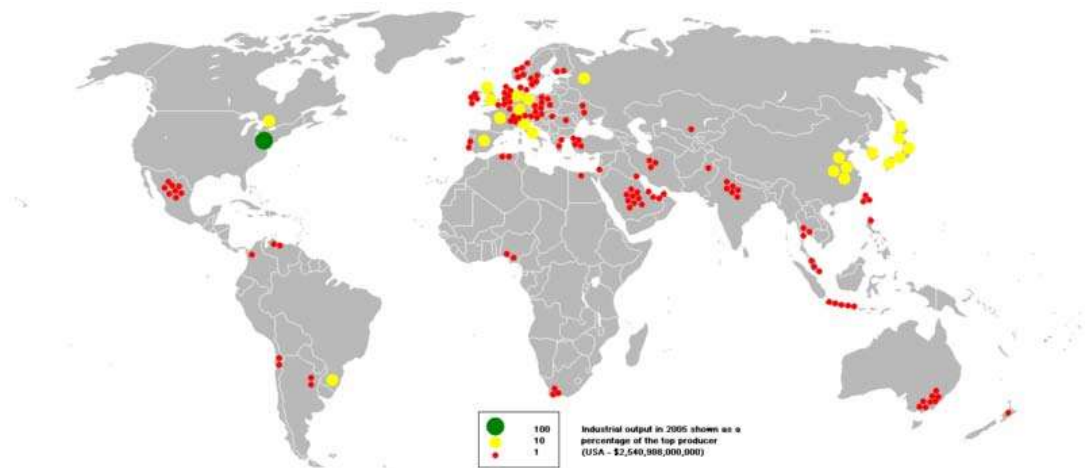 100 Industrial output in 2005 shown as a
10 percentage of the top producer
1 (USA - $2,540,908,000,000)